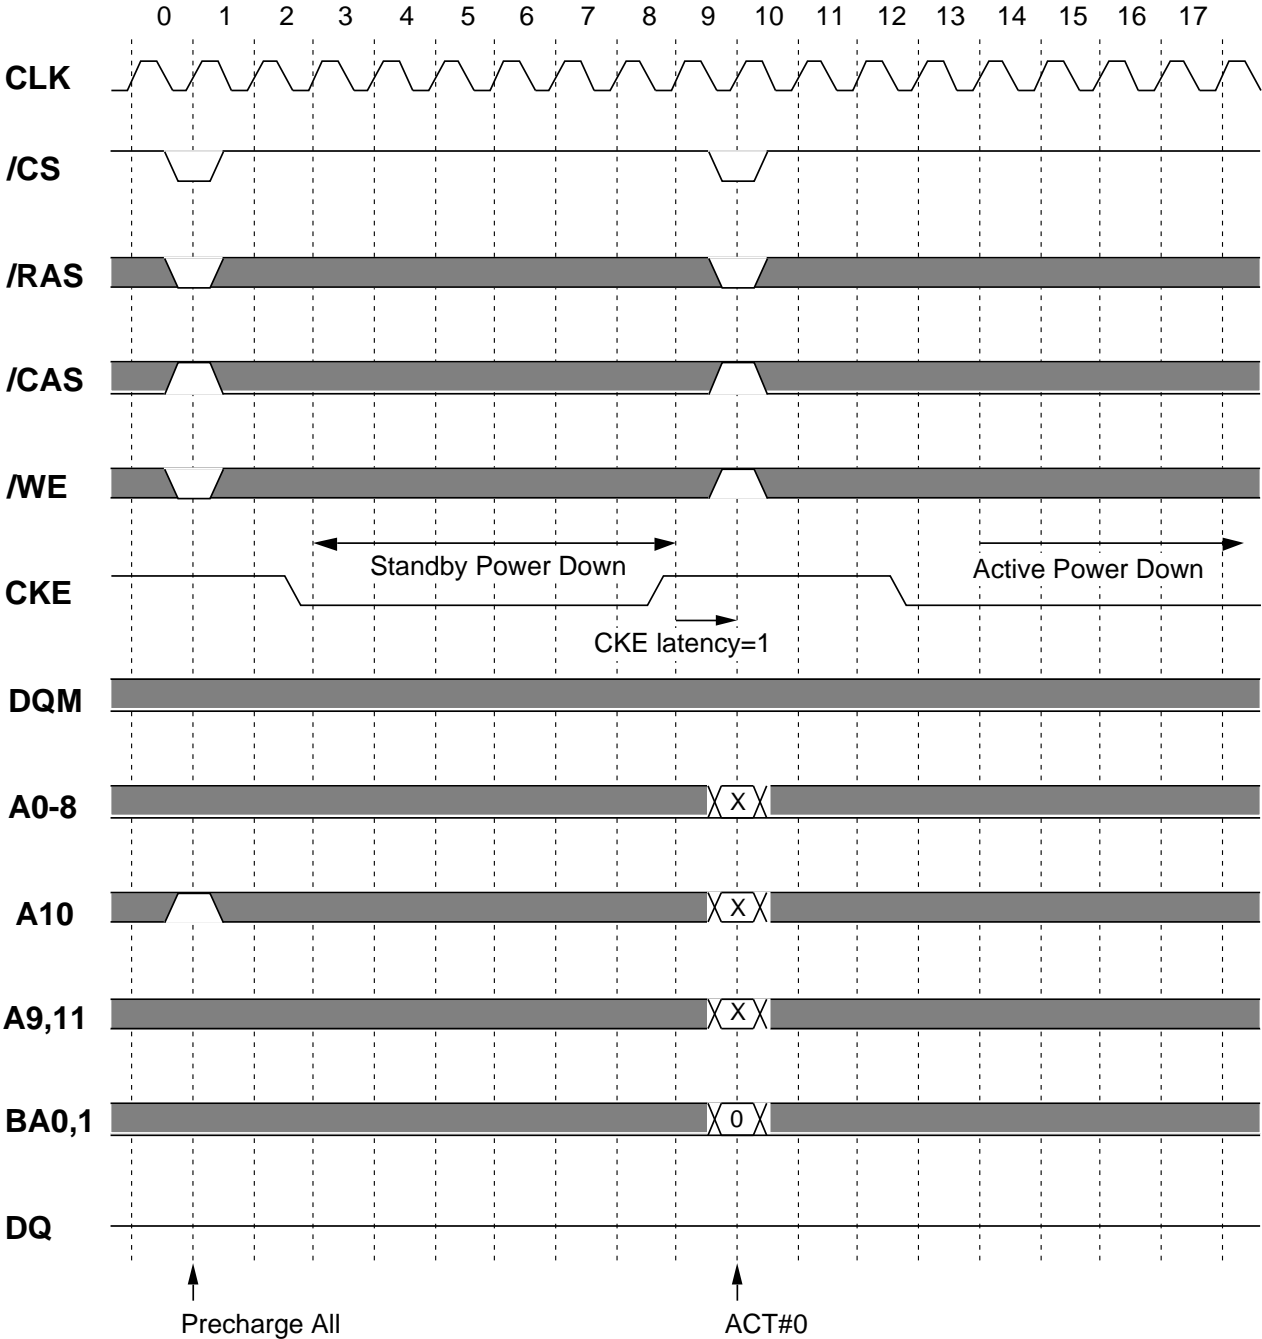 0 1 2 3 4 5 6 7 8 9 10 11 12 13 14 15 16 17
CLK
/CS
/RAS
/CAS
/WE
Standby Power Down
Active Power Down
CKE
CKE latency=1
DQM
A0-8
X
A10
X
A9,11
X
BA0,1
0
DQ
Precharge All
ACT#0